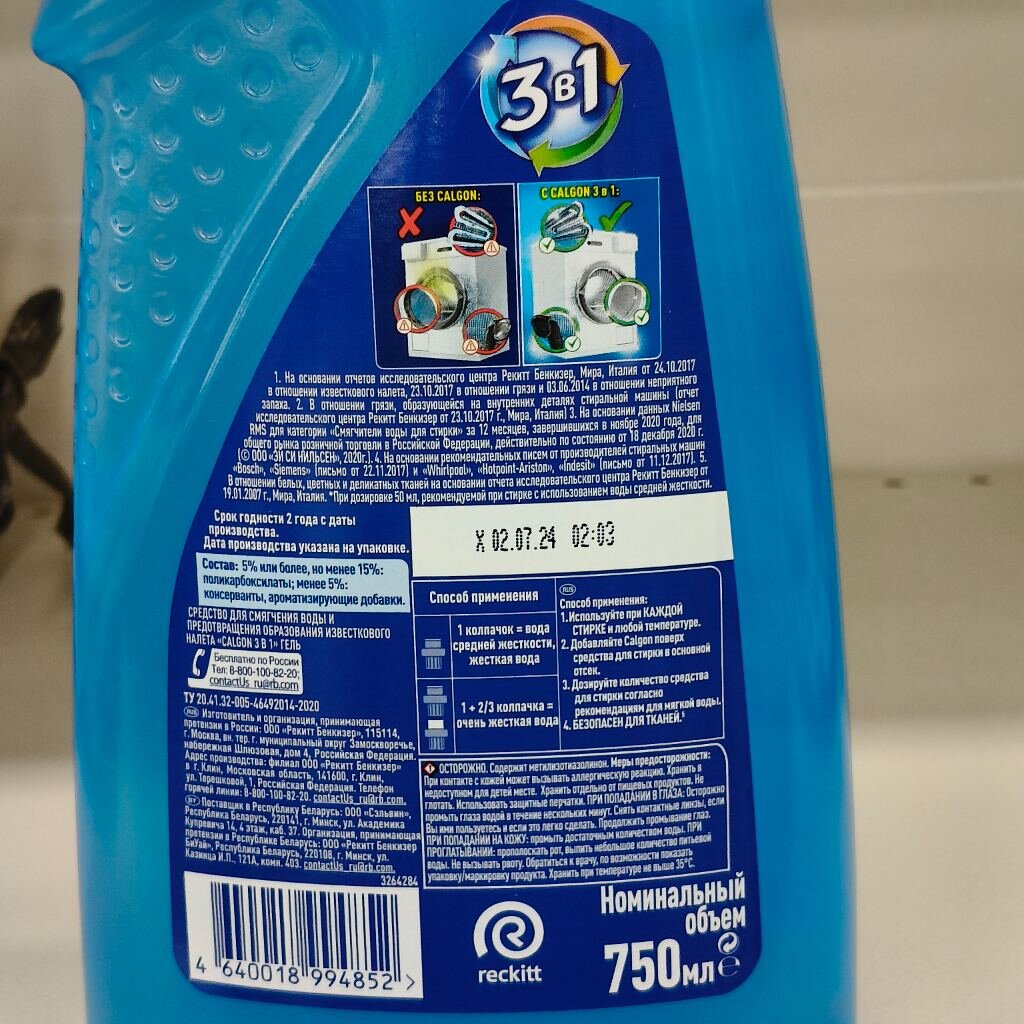 3в1
БЕЗ CALGON:
С CALGON 3 в 1:
1. На основании отчетов исследовательского центра Рекитт Бенкизер, Мира, Италия от 24.10.2017
в отношении известкового налета, 23.10.2017 в отношении грязи и 03.06.2014 в отношении неприятного
запаха. 2. В отношении грязи, образующейся на внутренних деталях стиральной машины (отчет
исследовательского центра Рекитт Бенкизер от 23.10.2017 г., Мира, Италия) 3. На основании данных Nielsen
RMS для категории «Смягчители воды для стирки» за 12 месяцев, завершившихся в ноябре 2020 года, для
общего рынка розничной торговли в Российской Федерации, действительно по состоянию от 18 декабря 2020 г.
(© ООО «ЭЙ СИ НИЛЬСЕН», 2020г.). 4. На основании рекомендательных писем от производителей стиральных машин
«Bosch», «Siemens» (письмо от 22.11.2017) и «Whirlpool», «Hotpoint-Ariston», «Indesit» (письмо от 11.12.2017). 5.
В отношении белых, цветных и деликатных тканей на основании отчета исследовательского центра Рекитт Бенкизер от
19.01.2007 г., Мира, Италия. *При дозировке 50 мл, рекомендуемой при стирке с использованием воды средней жесткости.
Срок годности 2 года с даты
производства.
Дата производства указана на упаковке.
X 02.07.24 02:03
Состав: 5% или более, но менее 15%:
поликарбоксилаты; менее 5%:
консерванты, ароматизирующие добавки.
СРЕДСТВО ДЛЯ СМЯГЧЕНИЯ ВОДЫ И
ПРЕДОТВРАЩЕНИЯ ОБРАЗОВАНИЯ ИЗВЕСТКОВОГО
НАЛЕТА «CALGON 3 В 1» ГЕЛЬ
Бесплатно по России
Тел: 8-800-100-82-20;
contactUs_ru@rb.com
ТУ 20.41.32-005-46492014-2020
RUS Изготовитель и организация, принимающая
претензии в России: ООО «Рекитт Бенкизер», 115114,
г.Москва, вн. тер. г. муниципальный округ Замоскворечье,
набережная Шлюзовая, дом 4, Российская Федерация.
Адрес производства: филиал ООО «Рекитт Бенкизер»
в г. Клин, Московская область, 141600, г. Клин,
ул. Терешковой, 1, Российская Федерация. Телефон
горячей линии: 8-800-100-82-20. contactUs_ru@rb.com.
BY Поставщик в Республику Беларусь: ООО «Сэльвин»,
Республика Беларусь, 220141, г. Минск, ул. Академика
Купревича 14, 4 этаж, каб. 37. Организация, принимающая
претензии в Республике Беларусь: ООО «Рекитт Бенкизер
БиУай», Республика Беларусь, 220108, г. Минск, ул.
Казинца И.П., 121А, комн. 403. contactUs_ru@rb.com.
3264284
Способ применения
1 колпачок = вода
средней жесткости,
жесткая вода
1 + 2/3 колпачка =
очень жесткая вода
RUS
Способ применения:
1.Используйте при КАЖДОЙ
СТИРКЕ и любой температуре.
2. Добавляйте Calgon поверх
средства для стирки в основной
отсек.
3. Дозируйте количество средства
для стирки согласно
рекомендациям для мягкой воды.
4. БЕЗОПАСЕН ДЛЯ ТКАНЕЙ.5
ОСТОРОЖНО. Содержит метилизотиазолинон. Меры предосторожности:
При контакте с кожей может вызывать аллергическую реакцию. Хранить в
недоступном для детей месте. Хранить отдельно от пищевых продуктов. Не
глотать. Использовать защитные перчатки. ПРИ ПОПАДАНИИ В ГЛАЗА: Осторожно
промыть глаза водой в течение нескольких минут. Снять контактные линзы, если
Вы ими пользуетесь и если это легко сделать. Продолжить промывание глаз.
ПРИ ПОПАДАНИИ НА КОЖУ: промыть достаточным количеством воды. ПРИ
ПРОГЛАТЫВАНИИ: прополоскать рот, выпить небольшое количество питьевой
воды. Не вызывать рвоту. Обратиться к врачу, по возможности показать
упаковку/маркировку продукта. Хранить при температуре не выше 35°C.
4 640018 994852 >
reckitt
Номинальный
объем
750мл℮